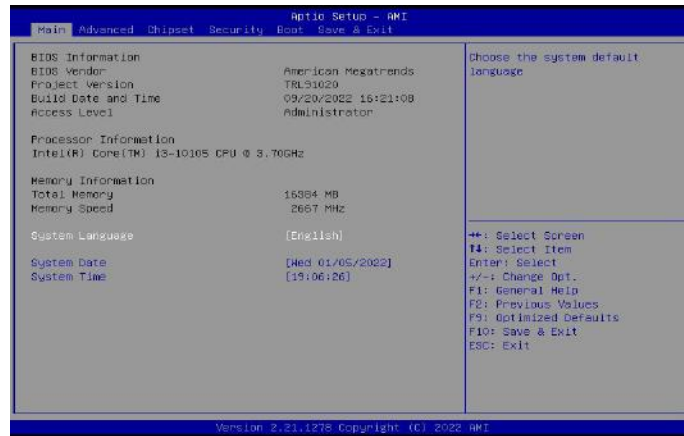 Aptio Setup - AMI
Main Advanced Chipset Security Boot Save & Exit
BIOS Information
BIOS Vendor American Megatrends
Project Version TRL91020
Build Date and Time 09/20/2022 16:21:08
Access Level Administrator
Processor Information
Intel(R) Core(TM) i3-10105 CPU @ 3.70GHz
Memory Information
Total Memory 16384 MB
Memory Speed 2667 MHz
System Language [English]
System Date [Wed 01/05/2022]
System Time [19:06:26]
Choose the system default
language
→←: Select Screen
↑↓: Select Item
Enter: Select
+/-: Change Opt.
F1: General Help
F2: Previous Values
F9: Optimized Defaults
F10: Save & Exit
ESC: Exit
Version 2.21.1278 Copyright (C) 2022 AMI